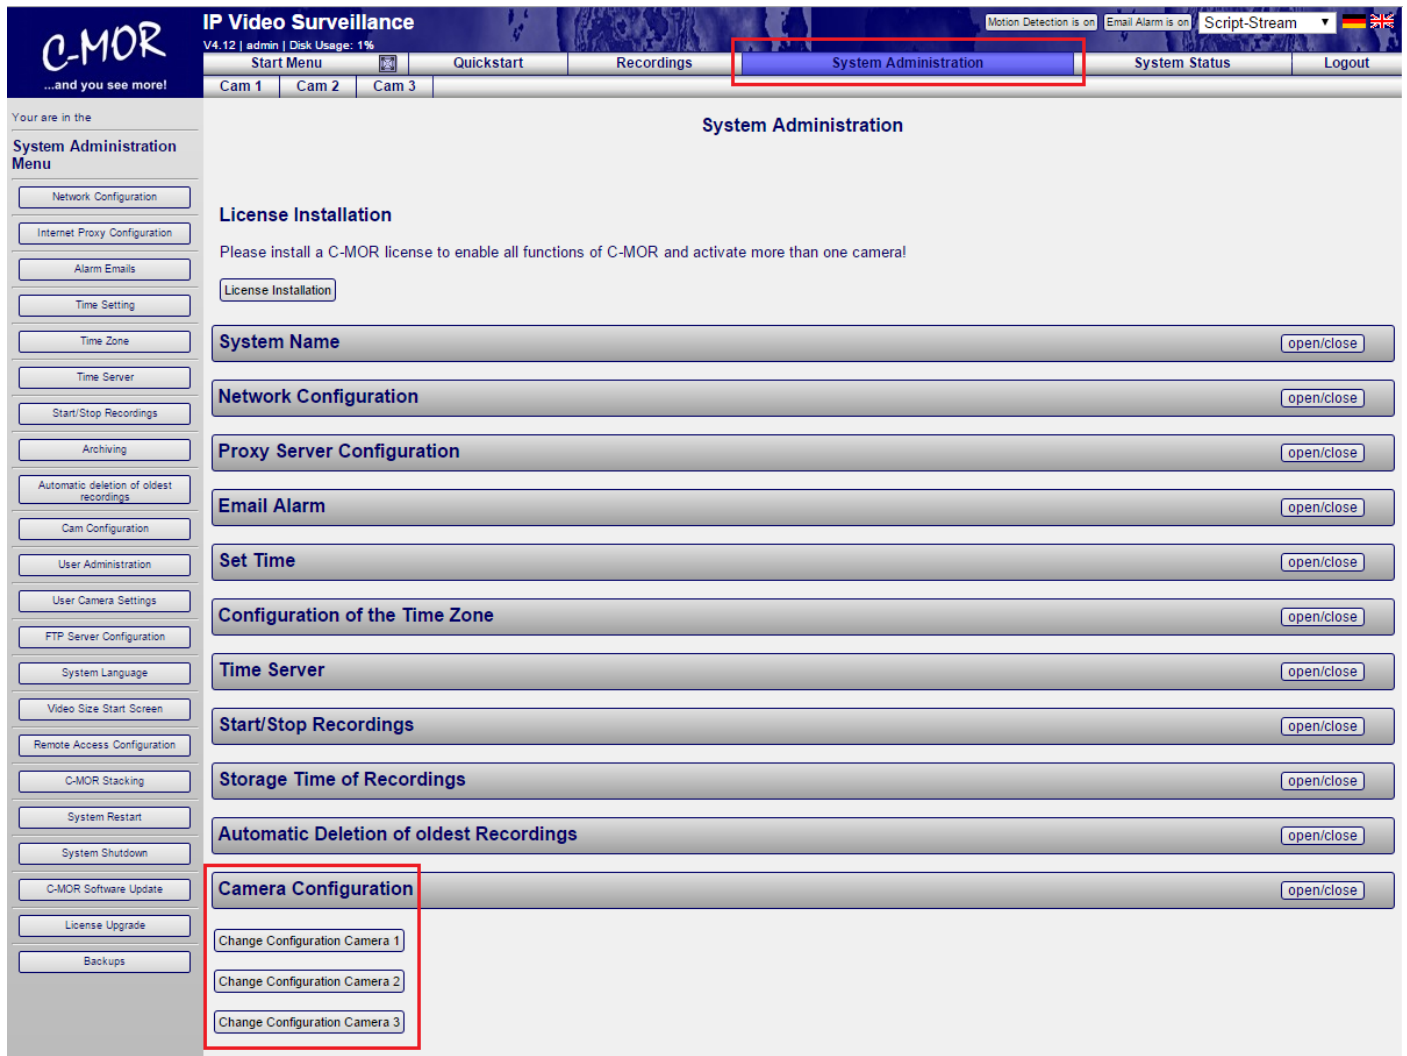 C-MOR
...and you see more!
IP Video Surveillance
V4.12 | admin | Disk Usage: 1%
Motion Detection is on
Email Alarm is on
Script-Stream
Start Menu
Quickstart
Recordings
System Administration
System Status
Logout
Cam 1
Cam 2
Cam 3
Your are in the
System Administration
Menu
Network Configuration
Internet Proxy Configuration
Alarm Emails
Time Setting
Time Zone
Time Server
Start/Stop Recordings
Archiving
Automatic deletion of oldest
recordings
Cam Configuration
User Administration
User Camera Settings
FTP Server Configuration
System Language
Video Size Start Screen
Remote Access Configuration
C-MOR Stacking
System Restart
System Shutdown
C-MOR Software Update
License Upgrade
Backups
System Administration
License Installation
Please install a C-MOR license to enable all functions of C-MOR and activate more than one camera!
License Installation
System Name open/close
Network Configuration open/close
Proxy Server Configuration open/close
Email Alarm open/close
Set Time open/close
Configuration of the Time Zone open/close
Time Server open/close
Start/Stop Recordings open/close
Storage Time of Recordings open/close
Automatic Deletion of oldest Recordings open/close
Camera Configuration open/close
Change Configuration Camera 1
Change Configuration Camera 2
Change Configuration Camera 3